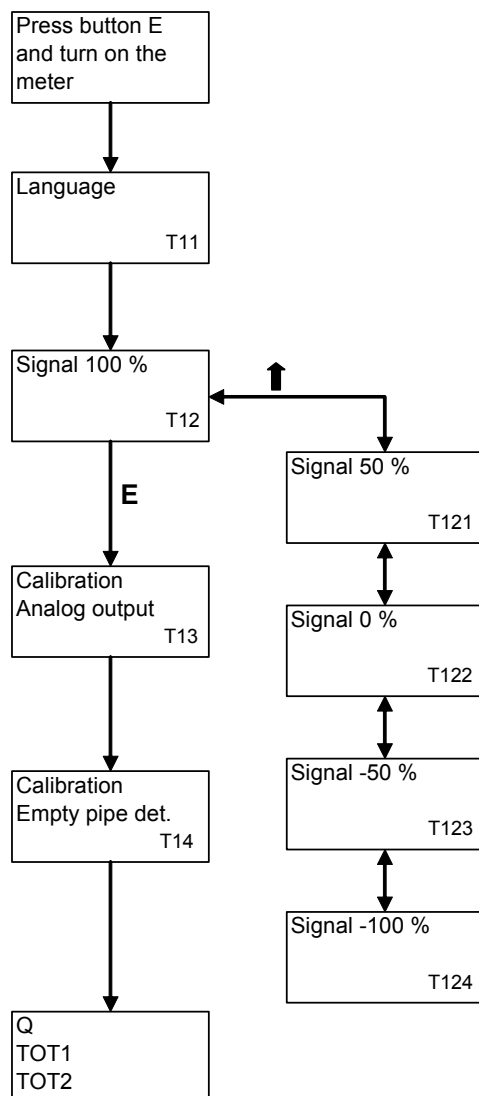 Press button E
and turn on the
meter
Language
T11
Signal 100 %
T12
E
Calibration
Analog output
T13
Calibration
Empty pipe det.
T14
Q
TOT1
TOT2
Signal 50 %
T121
Signal 0 %
T122
Signal -50 %
T123
Signal -100 %
T124